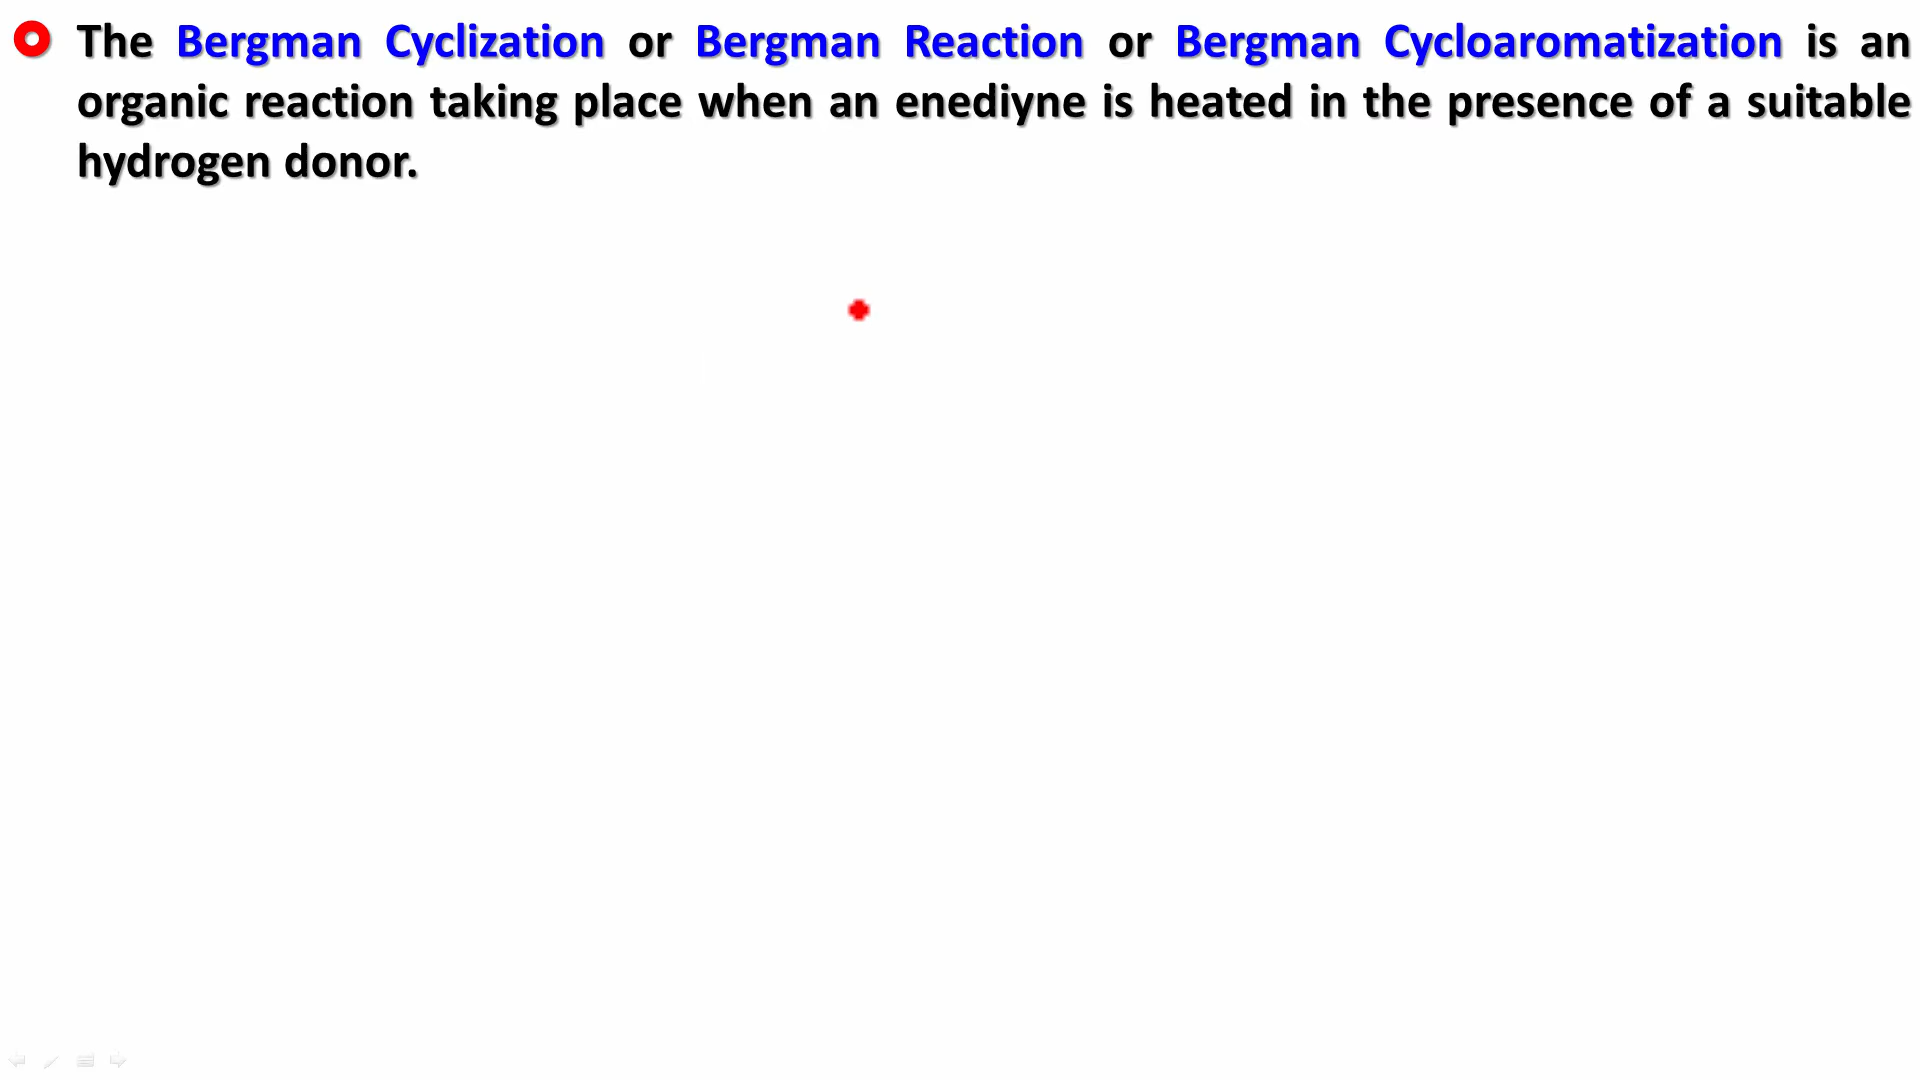 The Bergman Cyclization or Bergman Reaction or Bergman Cycloaromatization is an
organic reaction taking place when an enediyne is heated in the presence of a suitable
hydrogen donor.